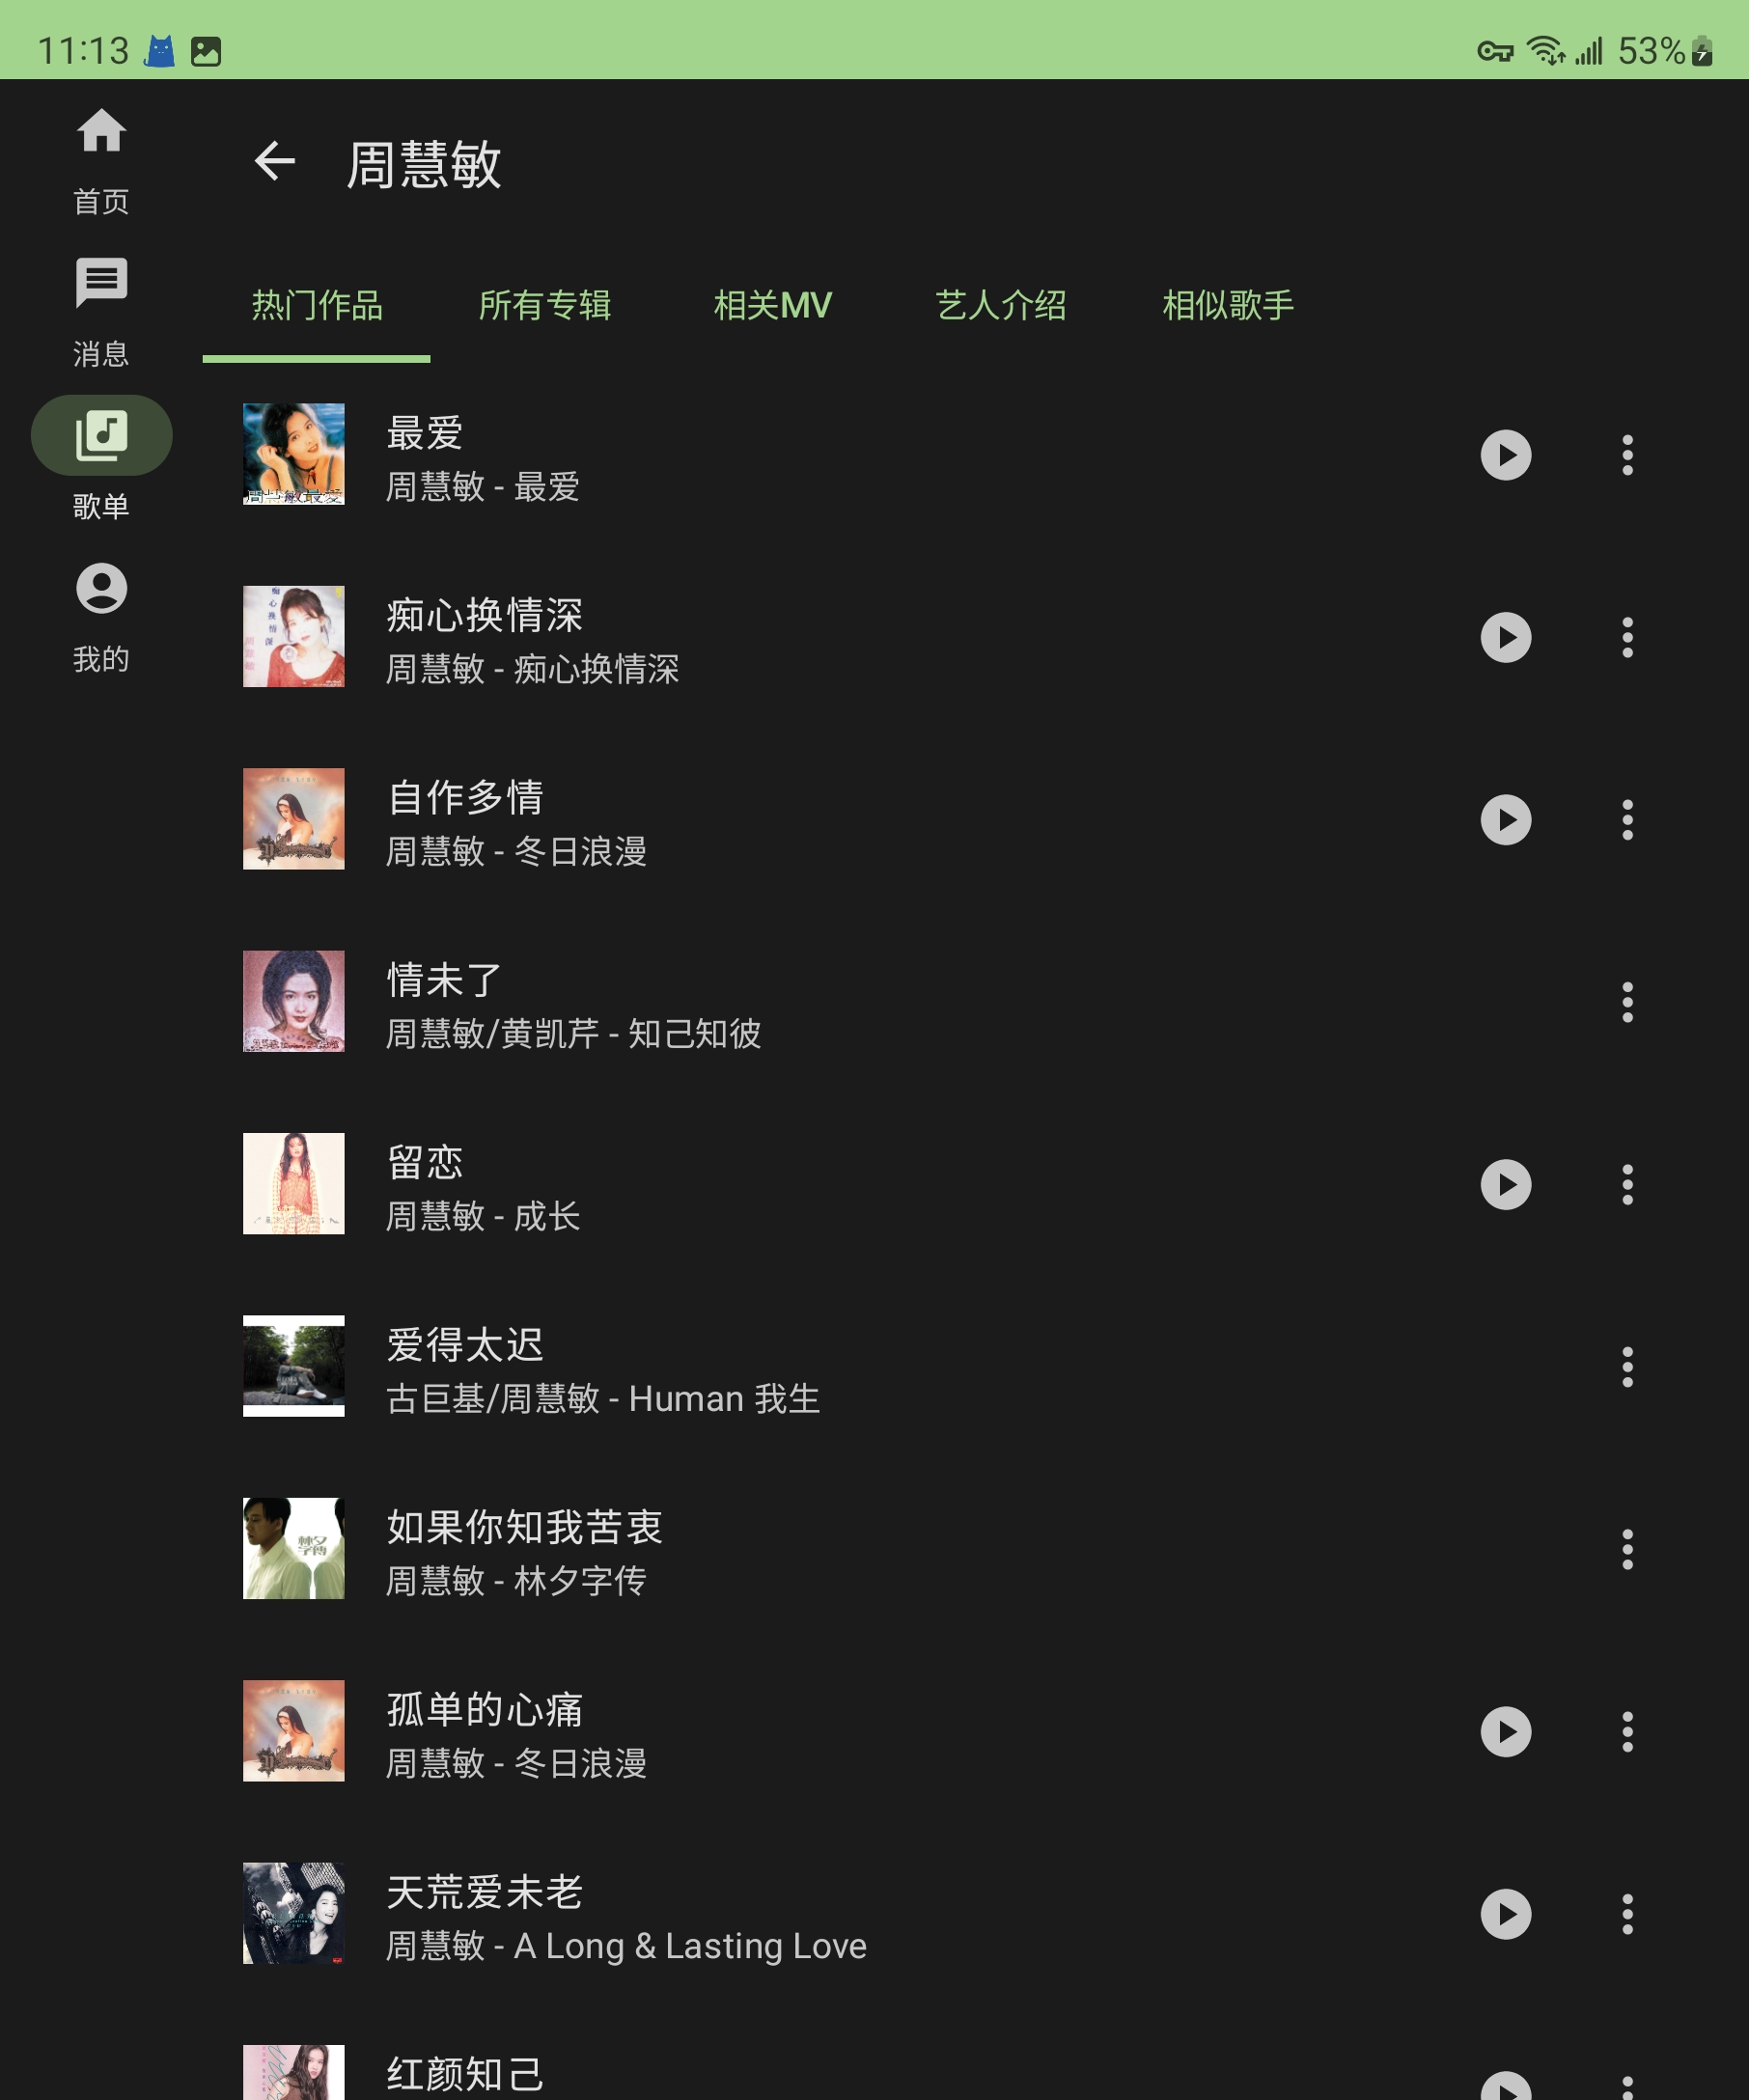 11:13
53%
首页
消息
歌单
我的
周慧敏
热门作品 所有专辑 相关MV 艺人介绍 相似歌手
最爱
周慧敏 - 最爱
痴心换情深
周慧敏 - 痴心换情深
自作多情
周慧敏 - 冬日浪漫
情未了
周慧敏/黄凯芹 - 知己知彼
留恋
周慧敏 - 成长
爱得太迟
古巨基/周慧敏 - Human 我生
如果你知我苦衷
周慧敏 - 林夕字传
林夕
字傳
孤单的心痛
周慧敏 - 冬日浪漫
天荒爱未老
周慧敏 - A Long & Lasting Love
红颜知己